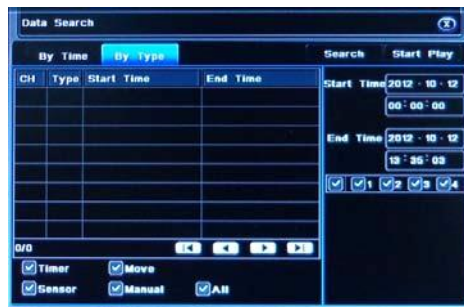 Data Search
By Time By Type Search Start Play
CH Type Start Time End Time
Start Time 2012 - 10 - 12
00 : 00 : 00
End Time 2012 - 10 - 12
13 : 35 : 03
1 2 3 4
0/0
Timer Move
Sensor Manual All